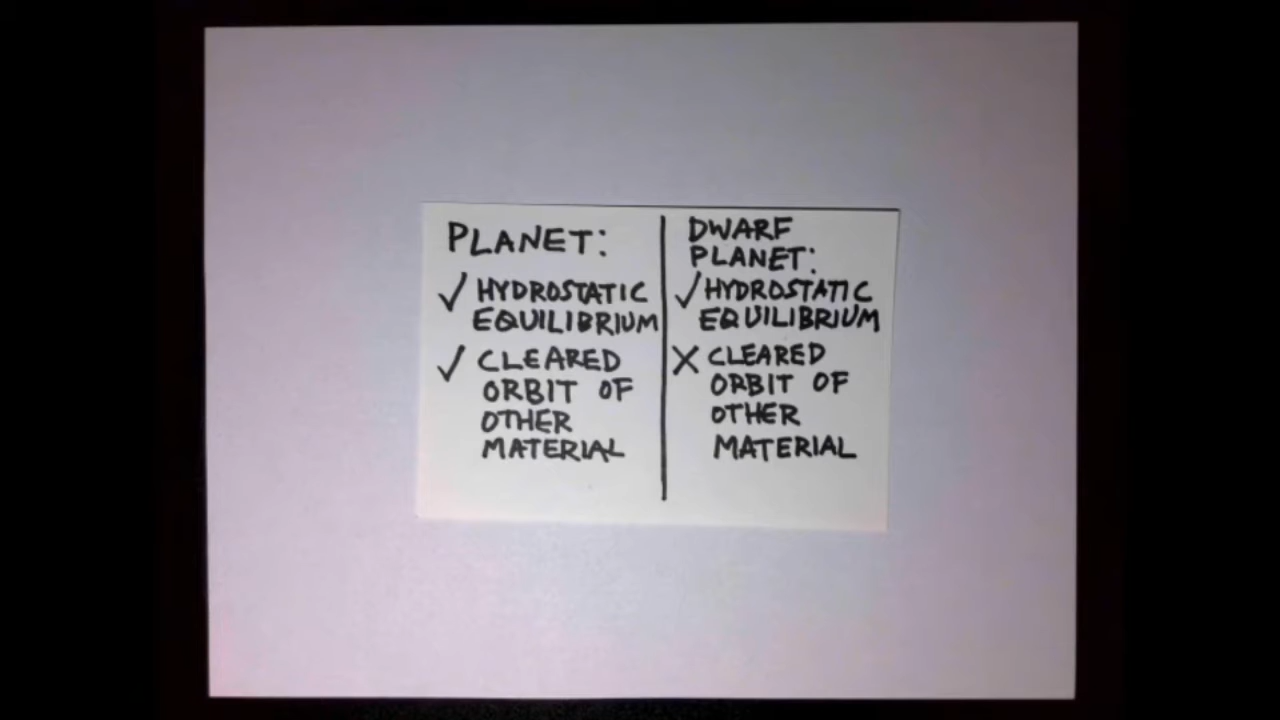 PLANET:
✓ HYDROSTATIC
EQUILIBRIUM
✓ CLEARED
ORBIT OF
OTHER
MATERIAL
DWARF
PLANET:
✓ HYDROSTATIC
EQUILIBRIUM
X CLEARED
ORBIT OF
OTHER
MATERIAL